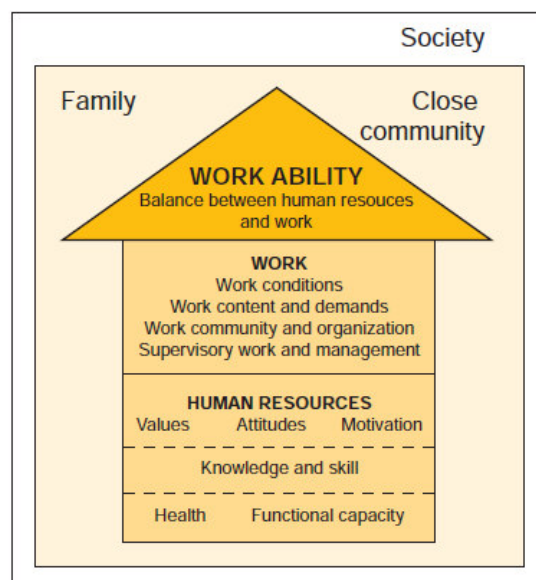 Society
Family
Close
community
WORK ABILITY
Balance between human resouces
and work
WORK
Work conditions
Work content and demands
Work community and organization
Supervisory work and management
HUMAN RESOURCES
Values Attitudes Motivation
Knowledge and skill
Health Functional capacity